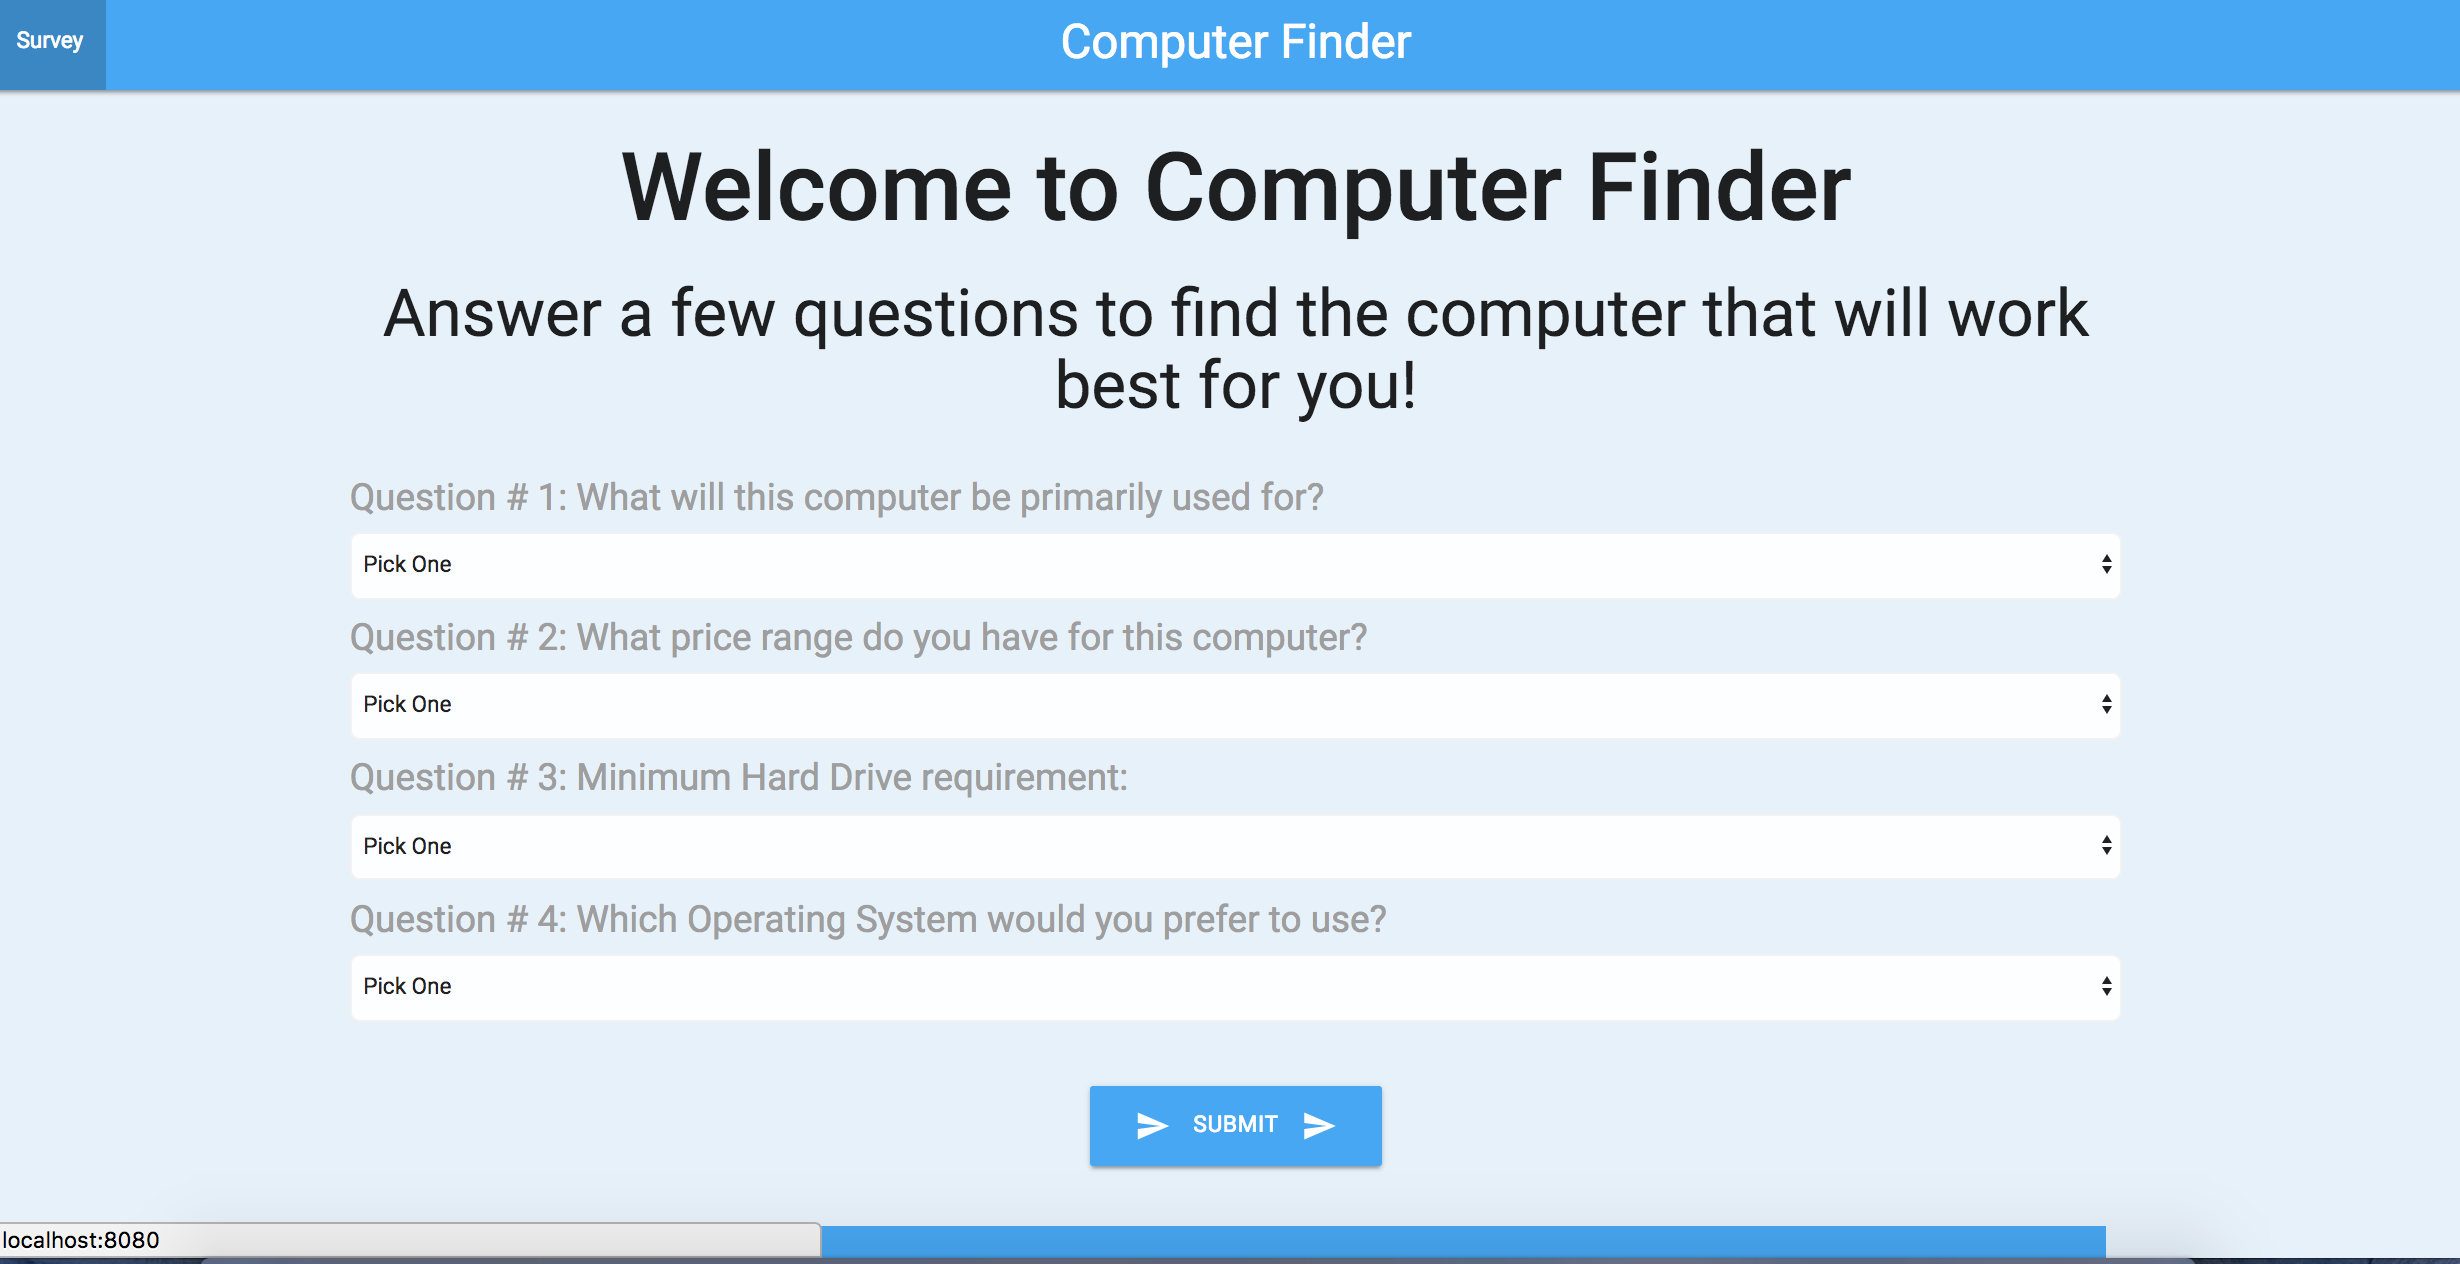 Survey
Computer Finder
Welcome to Computer Finder
Answer a few questions to find the computer that will work
best for you!
Question # 1: What will this computer be primarily used for?
Pick One
Question # 2: What price range do you have for this computer?
Pick One
Question # 3: Minimum Hard Drive requirement:
Pick One
Question # 4: Which Operating System would you prefer to use?
Pick One
SUBMIT
localhost:8080